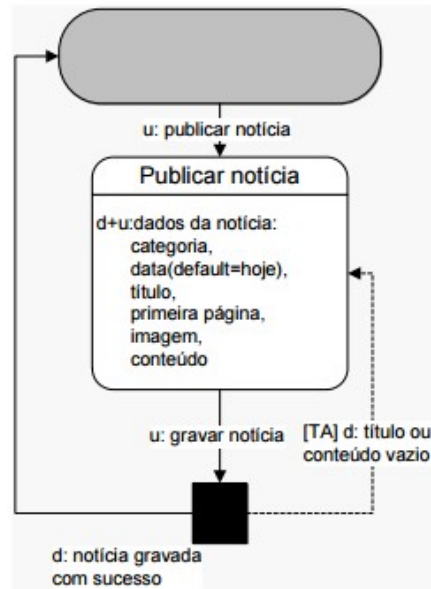 u: publicar notícia
Publicar notícia
d+u:dados da notícia:
categoria,
data(default=hoje),
título,
primeira página,
imagem,
conteúdo
u: gravar notícia
[TA] d: título ou
conteúdo vazio
d: notícia gravada
com sucesso